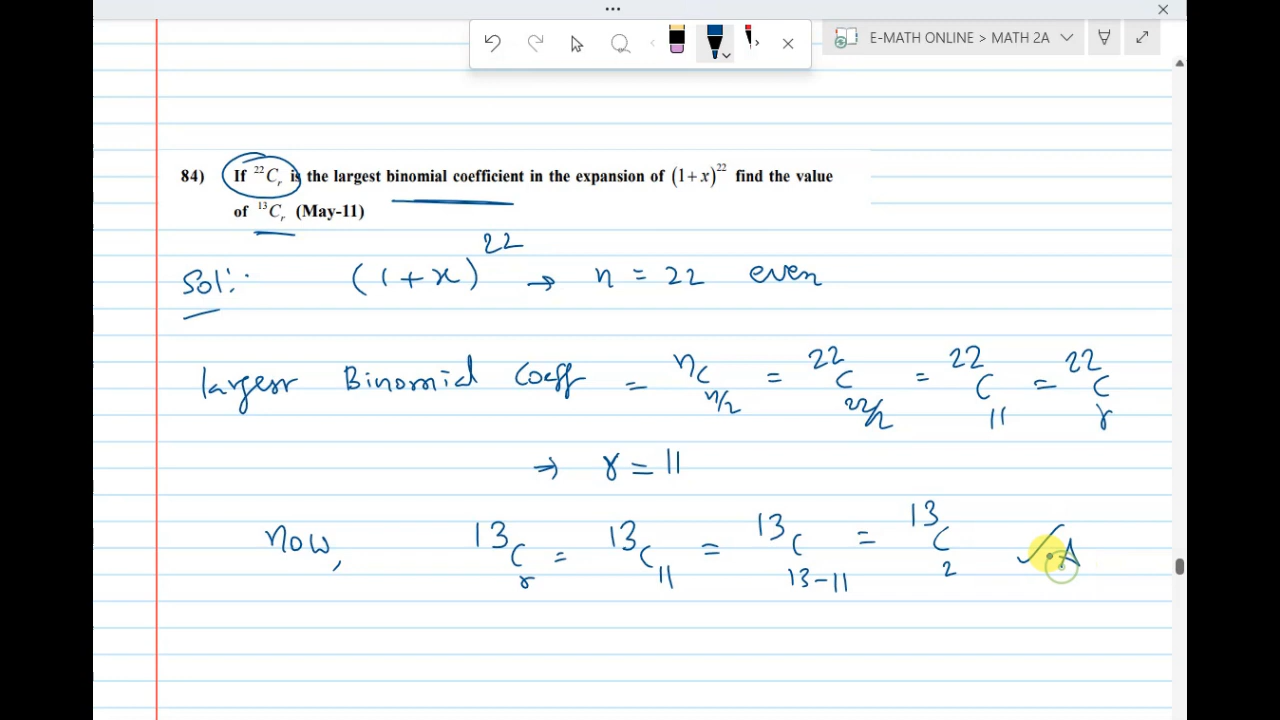 E-MATH ONLINE > MATH 2A
84) If ²²Cᵣ is the largest binomial coefficient in the expansion of (1+x)²² find the value
of ¹³Cᵣ (May-11)
Sol:. (1+x)²² → n = 22 even
largest Binomial Coeff = ⁿC_{n/2} = ²²C_{22/2} = ²²C₁₁ = ²²Cᵣ
⇒ r = 11
Now, ¹³Cᵣ = ¹³C₁₁ = ¹³C₁₃₋₁₁ = ¹³C₂ A